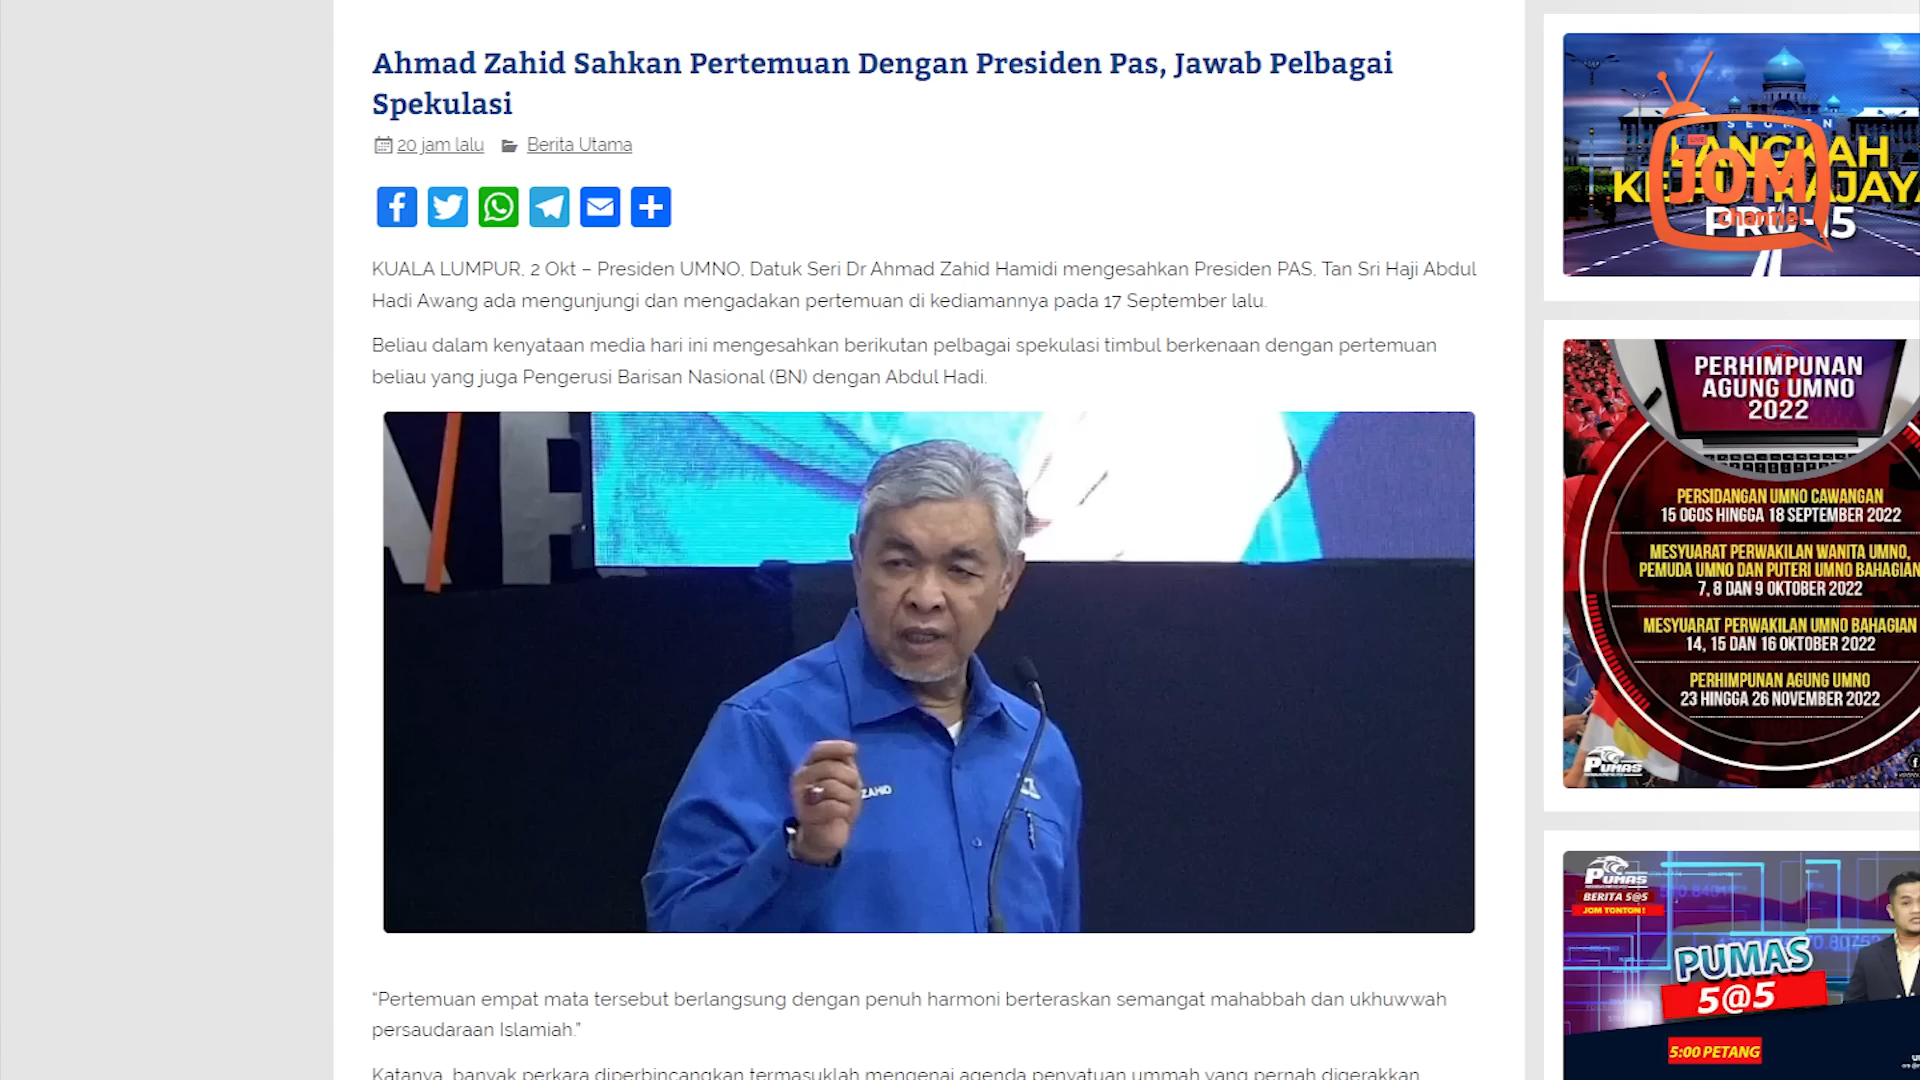 Ahmad Zahid Sahkan Pertemuan Dengan Presiden Pas, Jawab Pelbagai
Spekulasi
20 jam lalu Berita Utama
KUALA LUMPUR, 2 Okt – Presiden UMNO, Datuk Seri Dr Ahmad Zahid Hamidi mengesahkan Presiden PAS, Tan Sri Haji Abdul
Hadi Awang ada mengunjungi dan mengadakan pertemuan di kediamannya pada 17 September lalu.
Beliau dalam kenyataan media hari ini mengesahkan berikutan pelbagai spekulasi timbul berkenaan dengan pertemuan
beliau yang juga Pengerusi Barisan Nasional (BN) dengan Abdul Hadi.
ZAHID
“Pertemuan empat mata tersebut berlangsung dengan penuh harmoni berteraskan semangat mahabbah dan ukhuwwah
persaudaraan Islamiah.”
Katanya, banyak perkara diperbincangkan termasuklah mengenai agenda penyatuan ummah yang pernah digerakkan
SEGMEN
LANGKAH
PRU-15
LIVE
JOM
channel
PERHIMPUNAN
AGUNG UMNO
2022
PERSIDANGAN UMNO CAWANGAN
15 OGOS HINGGA 18 SEPTEMBER 2022
MESYUARAT PERWAKILAN WANITA UMNO,
PEMUDA UMNO DAN PUTERI UMNO BAHAGIAN
7, 8 DAN 9 OKTOBER 2022
MESYUARAT PERWAKILAN UMNO BAHAGIAN
14, 15 DAN 16 OKTOBER 2022
PERHIMPUNAN AGUNG UMNO
23 HINGGA 26 NOVEMBER 2022
PUMAS
PUMAS
BERITA 5@5
JOM TONTON!
PUMAS
5@5
5:00 PETANG